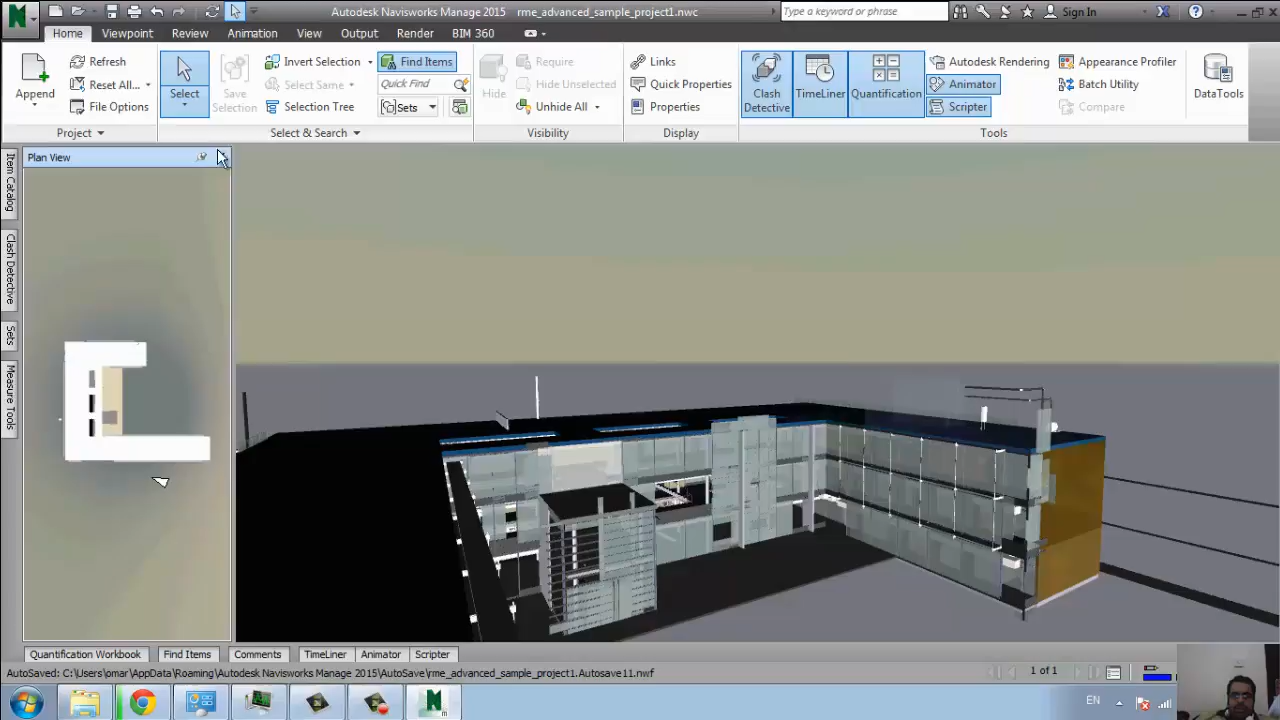 Autodesk Navisworks Manage 2015 rme_advanced_sample_project1.nwc
Type a keyword or phrase
Sign In
Home Viewpoint Review Animation View Output Render BIM 360
Append
Refresh
Reset All...
File Options
Project
Select
Save Selection
Invert Selection
Select Same
Selection Tree
Find Items
Quick Find
Sets
Select & Search
Hide
Require
Hide Unselected
Unhide All
Visibility
Links
Quick Properties
Properties
Display
Clash Detective
TimeLiner
Quantification
Autodesk Rendering
Animator
Scripter
Appearance Profiler
Batch Utility
Compare
Tools
DataTools
Plan View
Item Catalog
Clash Detective
Sets
Measure Tools
Quantification Workbook Find Items Comments TimeLiner Animator Scripter
AutoSaved: C:\Users\omar\AppData\Roaming\Autodesk Navisworks Manage 2015\AutoSave\rme_advanced_sample_project1.Autosave11.nwf
1 of 1
EN